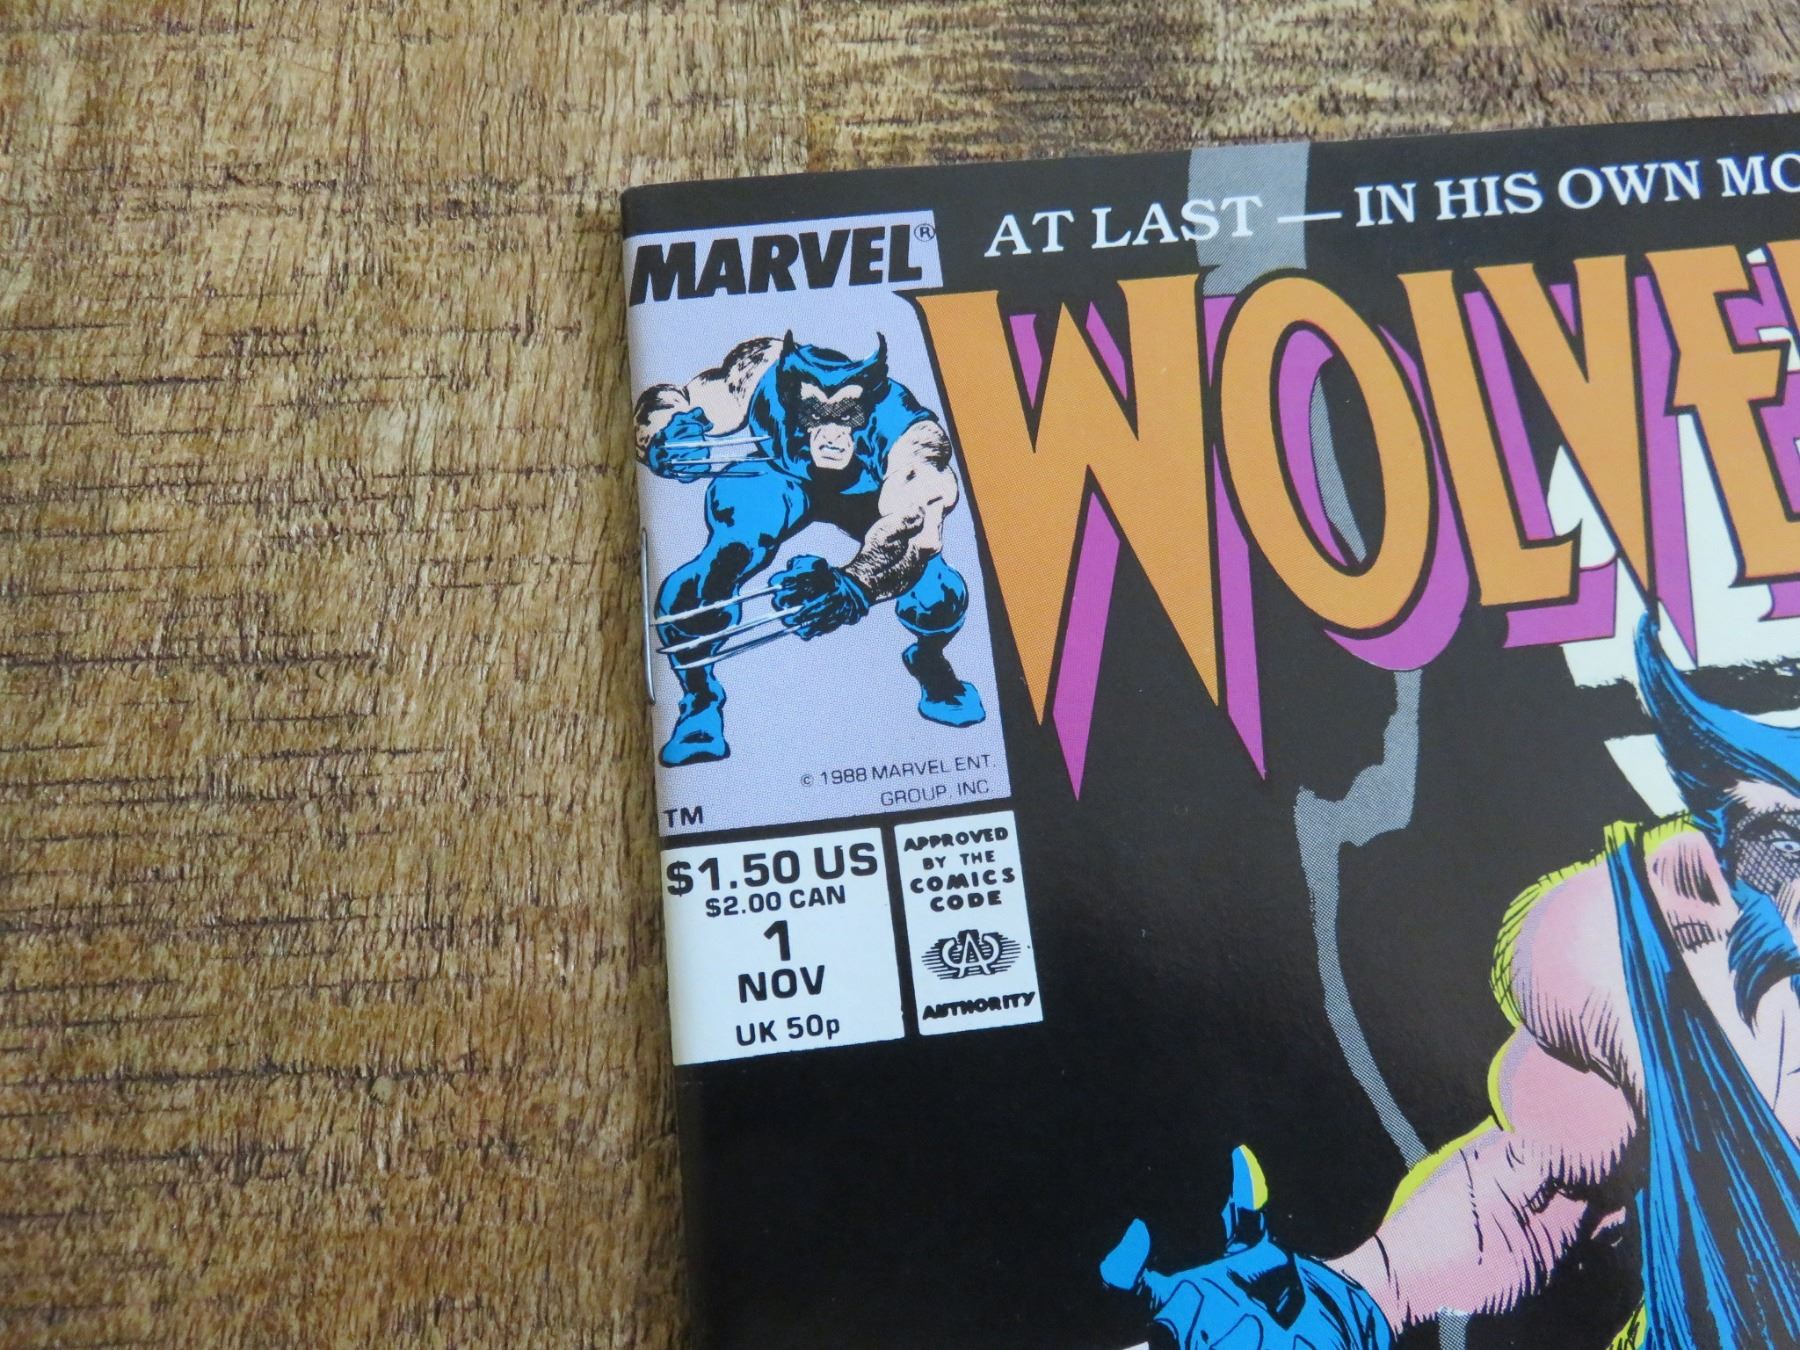 AT LAST — IN HIS OWN MO
MARVEL®
WOLVE
© 1988 MARVEL ENT.
GROUP, INC.
TM
$1.50 US
$2.00 CAN
1
NOV
UK 50p
APPROVED
BY THE
COMICS
CODE
CA
AUTHORITY